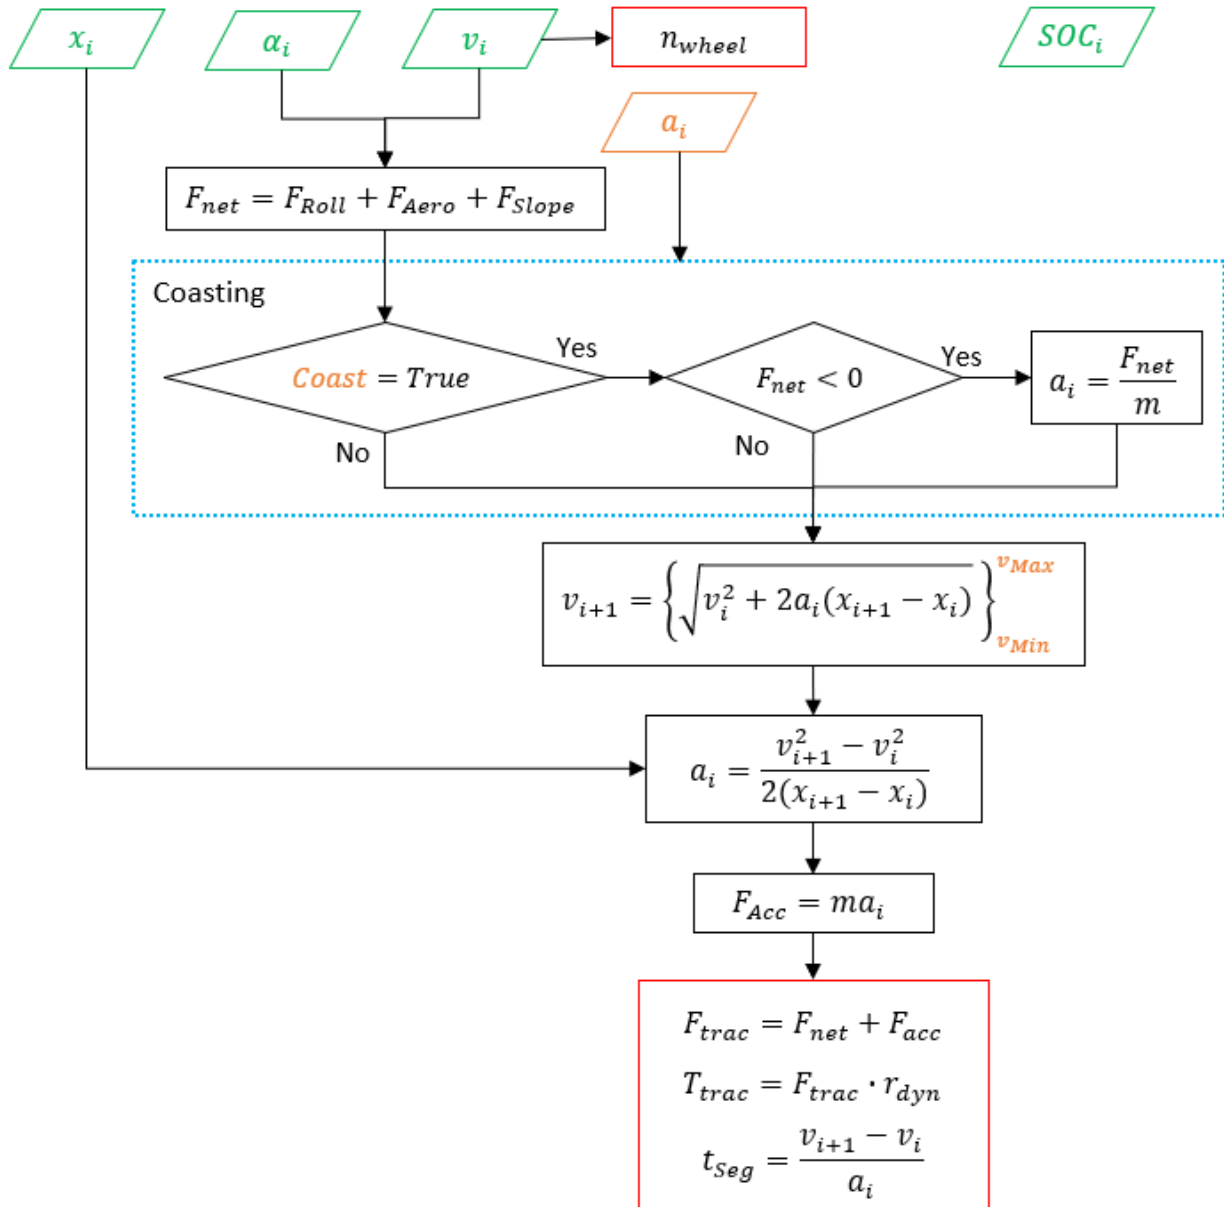 x_i
α_i
v_i
n_wheel
SOC_i
a_i
F_net = F_Roll + F_Aero + F_Slope
Coasting
Coast = True
Yes
F_net < 0
Yes
a_i = F_net / m
No
No
v_{i+1} = {√(v_i^2 + 2a_i(x_{i+1} − x_i))}_{v_Min}^{v_Max}
a_i = (v_{i+1}^2 − v_i^2) / (2(x_{i+1} − x_i))
F_Acc = ma_i
F_trac = F_net + F_acc
T_trac = F_trac · r_dyn
t_Seg = (v_{i+1} − v_i) / a_i